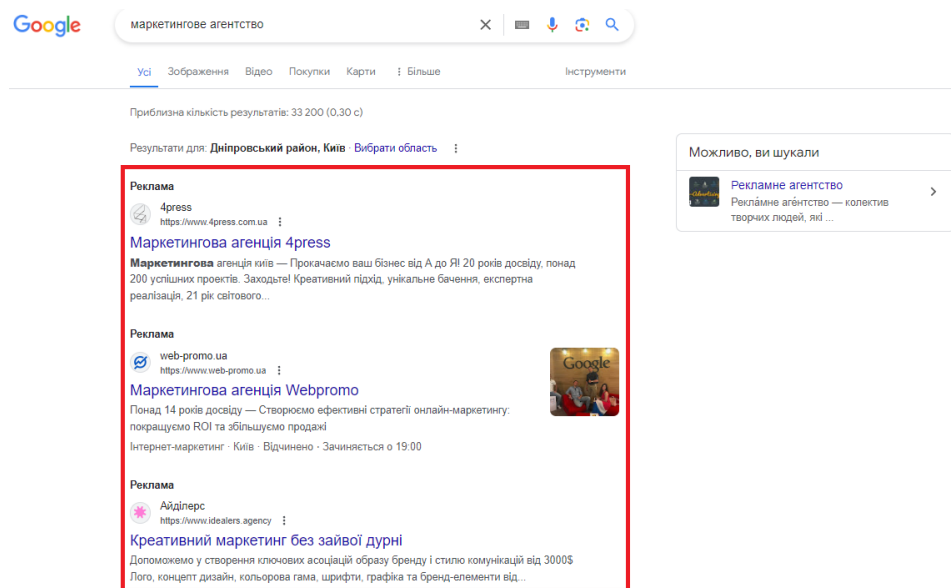 Google
маркетингове агентство
Усі Зображення Відео Покупки Карти Більше Інструменти
Приблизна кількість результатів: 33 200 (0,30 с)
Результати для: Дніпровський район, Київ · Вибрати область
Реклама
4press
https://www.4press.com.ua
Маркетингова агенція 4press
Маркетингова агенція київ — Прокачаємо ваш бізнес від А до Я! 20 років досвіду, понад
200 успішних проектів. Заходьте! Креативний підхід, унікальне бачення, експертна
реалізація, 21 рік світового...
Реклама
web-promo.ua
https://www.web-promo.ua
Маркетингова агенція Webpromo
Понад 14 років досвіду — Створюємо ефективні стратегії онлайн-маркетингу:
покращуємо ROI та збільшуємо продажі
Інтернет-маркетинг · Київ · Відчинено · Зачиняється о 19:00
Google
Реклама
Айділерс
https://www.idealers.agency
Креативний маркетинг без зайвої дурні
Допоможемо у створення ключових асоціацій образу бренду і стилю комунікацій від 3000$
Лого, концепт дизайн, кольорова гама, шрифти, графіка та бренд-елементи від...
Можливо, ви шукали
Рекламне агентство
Рекла́мне аге́нтство — колектив
творчих людей, які ...